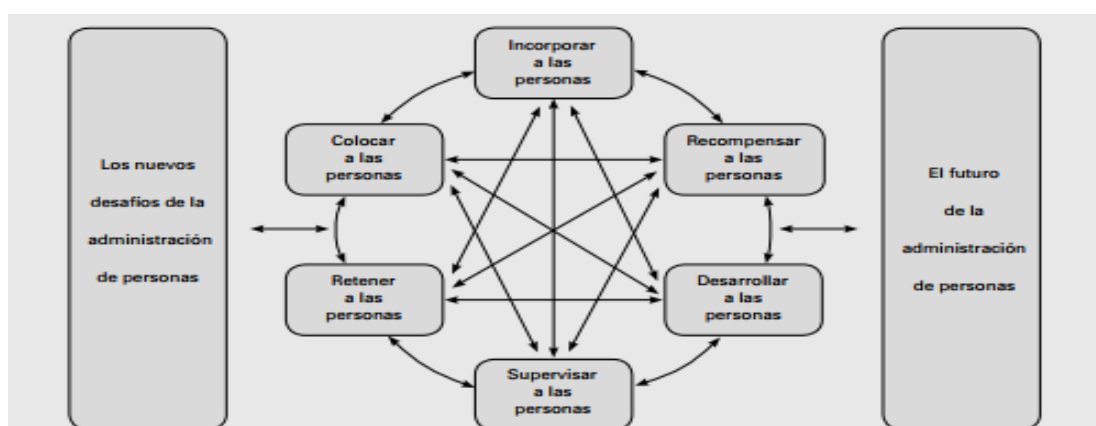 Incorporar
a las
personas
Colocar
a las
personas
Recompensar
a las
personas
Los nuevos
desafíos de la
administración
de personas
El futuro
de la
administración
de personas
Retener
a las
personas
Desarrollar
a las
personas
Supervisar
a las
personas